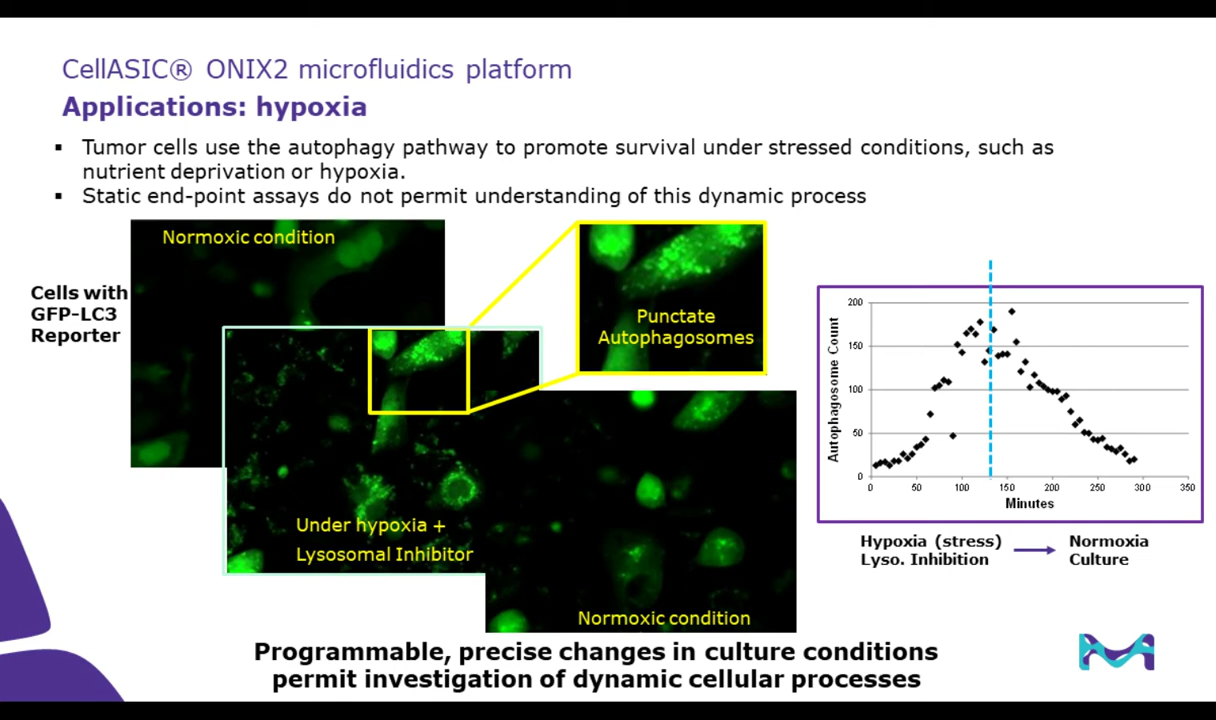 CellASIC® ONIX2 microfluidics platform
Applications: hypoxia
▪ Tumor cells use the autophagy pathway to promote survival under stressed conditions, such as
nutrient deprivation or hypoxia.
▪ Static end-point assays do not permit understanding of this dynamic process
Cells with
GFP-LC3
Reporter
Normoxic condition
Punctate
Autophagosomes
Under hypoxia +
Lysosomal Inhibitor
Normoxic condition
Autophagosome Count
200
150
100
50
0
0 50 100 150 200 250 300 350
Minutes
Hypoxia (stress)
Lyso. Inhibition
Normoxia
Culture
Programmable, precise changes in culture conditions
permit investigation of dynamic cellular processes
M